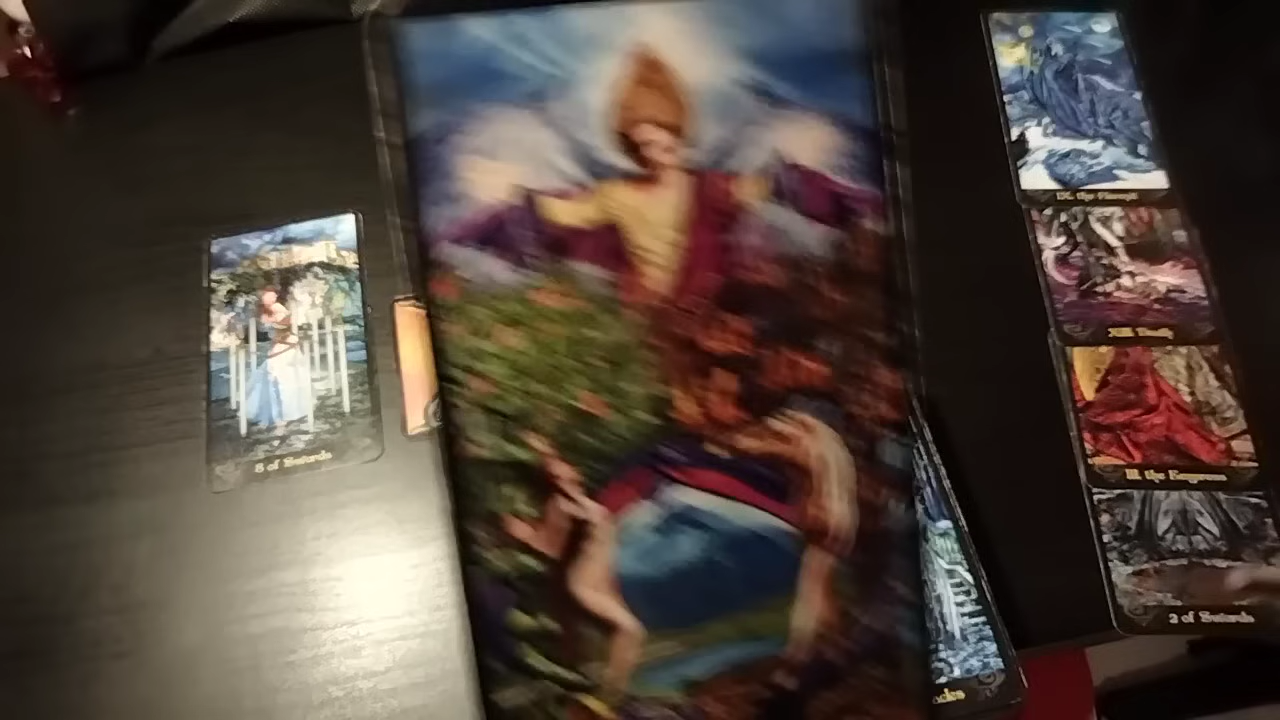 8 of Swords
IX. the Hermit
XIII Death
III. the Empress
2 of Swords